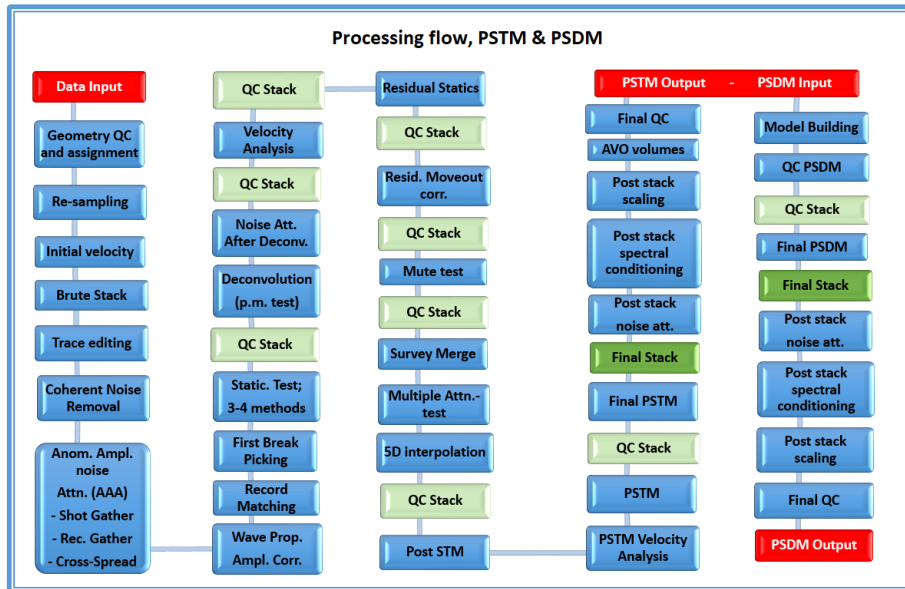 Processing flow, PSTM & PSDM
Data Input
Geometry QC
and assignment
Re-sampling
Initial velocity
Brute Stack
Trace editing
Coherent Noise
Removal
Anom. Ampl.
noise
Attn. (AAA)
- Shot Gather
- Rec. Gather
- Cross-Spread
QC Stack
Velocity
Analysis
QC Stack
Noise Att.
After Deconv.
Deconvolution
(p.m. test)
QC Stack
Static. Test;
3-4 methods
First Break
Picking
Record
Matching
Wave Prop.
Ampl. Corr.
Residual Statics
QC Stack
Resid. Moveout
corr.
QC Stack
Mute test
QC Stack
Survey Merge
Multiple Attn.-
test
5D interpolation
QC Stack
Post STM
PSTM Output - PSDM Input
Final QC
AVO volumes
Post stack
scaling
Post stack
spectral
conditioning
Post stack
noise att.
Final Stack
Final PSTM
QC Stack
PSTM
PSTM Velocity
Analysis
Model Building
QC PSDM
QC Stack
Final PSDM
Final Stack
Post stack
noise att.
Post stack
spectral
conditioning
Post stack
scaling
Final QC
PSDM Output